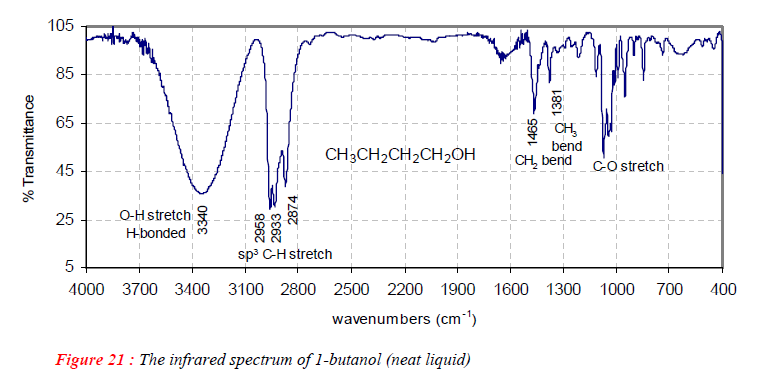 105
85
65
45
25
5
% Transmittance
4000 3700 3400 3100 2800 2500 2200 1900 1600 1300 1000 700 400
wavenumbers (cm⁻¹)
O-H stretch
H-bonded
3340
2958
2933
2874
sp³ C-H stretch
CH₃CH₂CH₂CH₂OH
1465
CH₂ bend
1381
CH₃
bend
C-O stretch
Figure 21 : The infrared spectrum of 1-butanol (neat liquid)